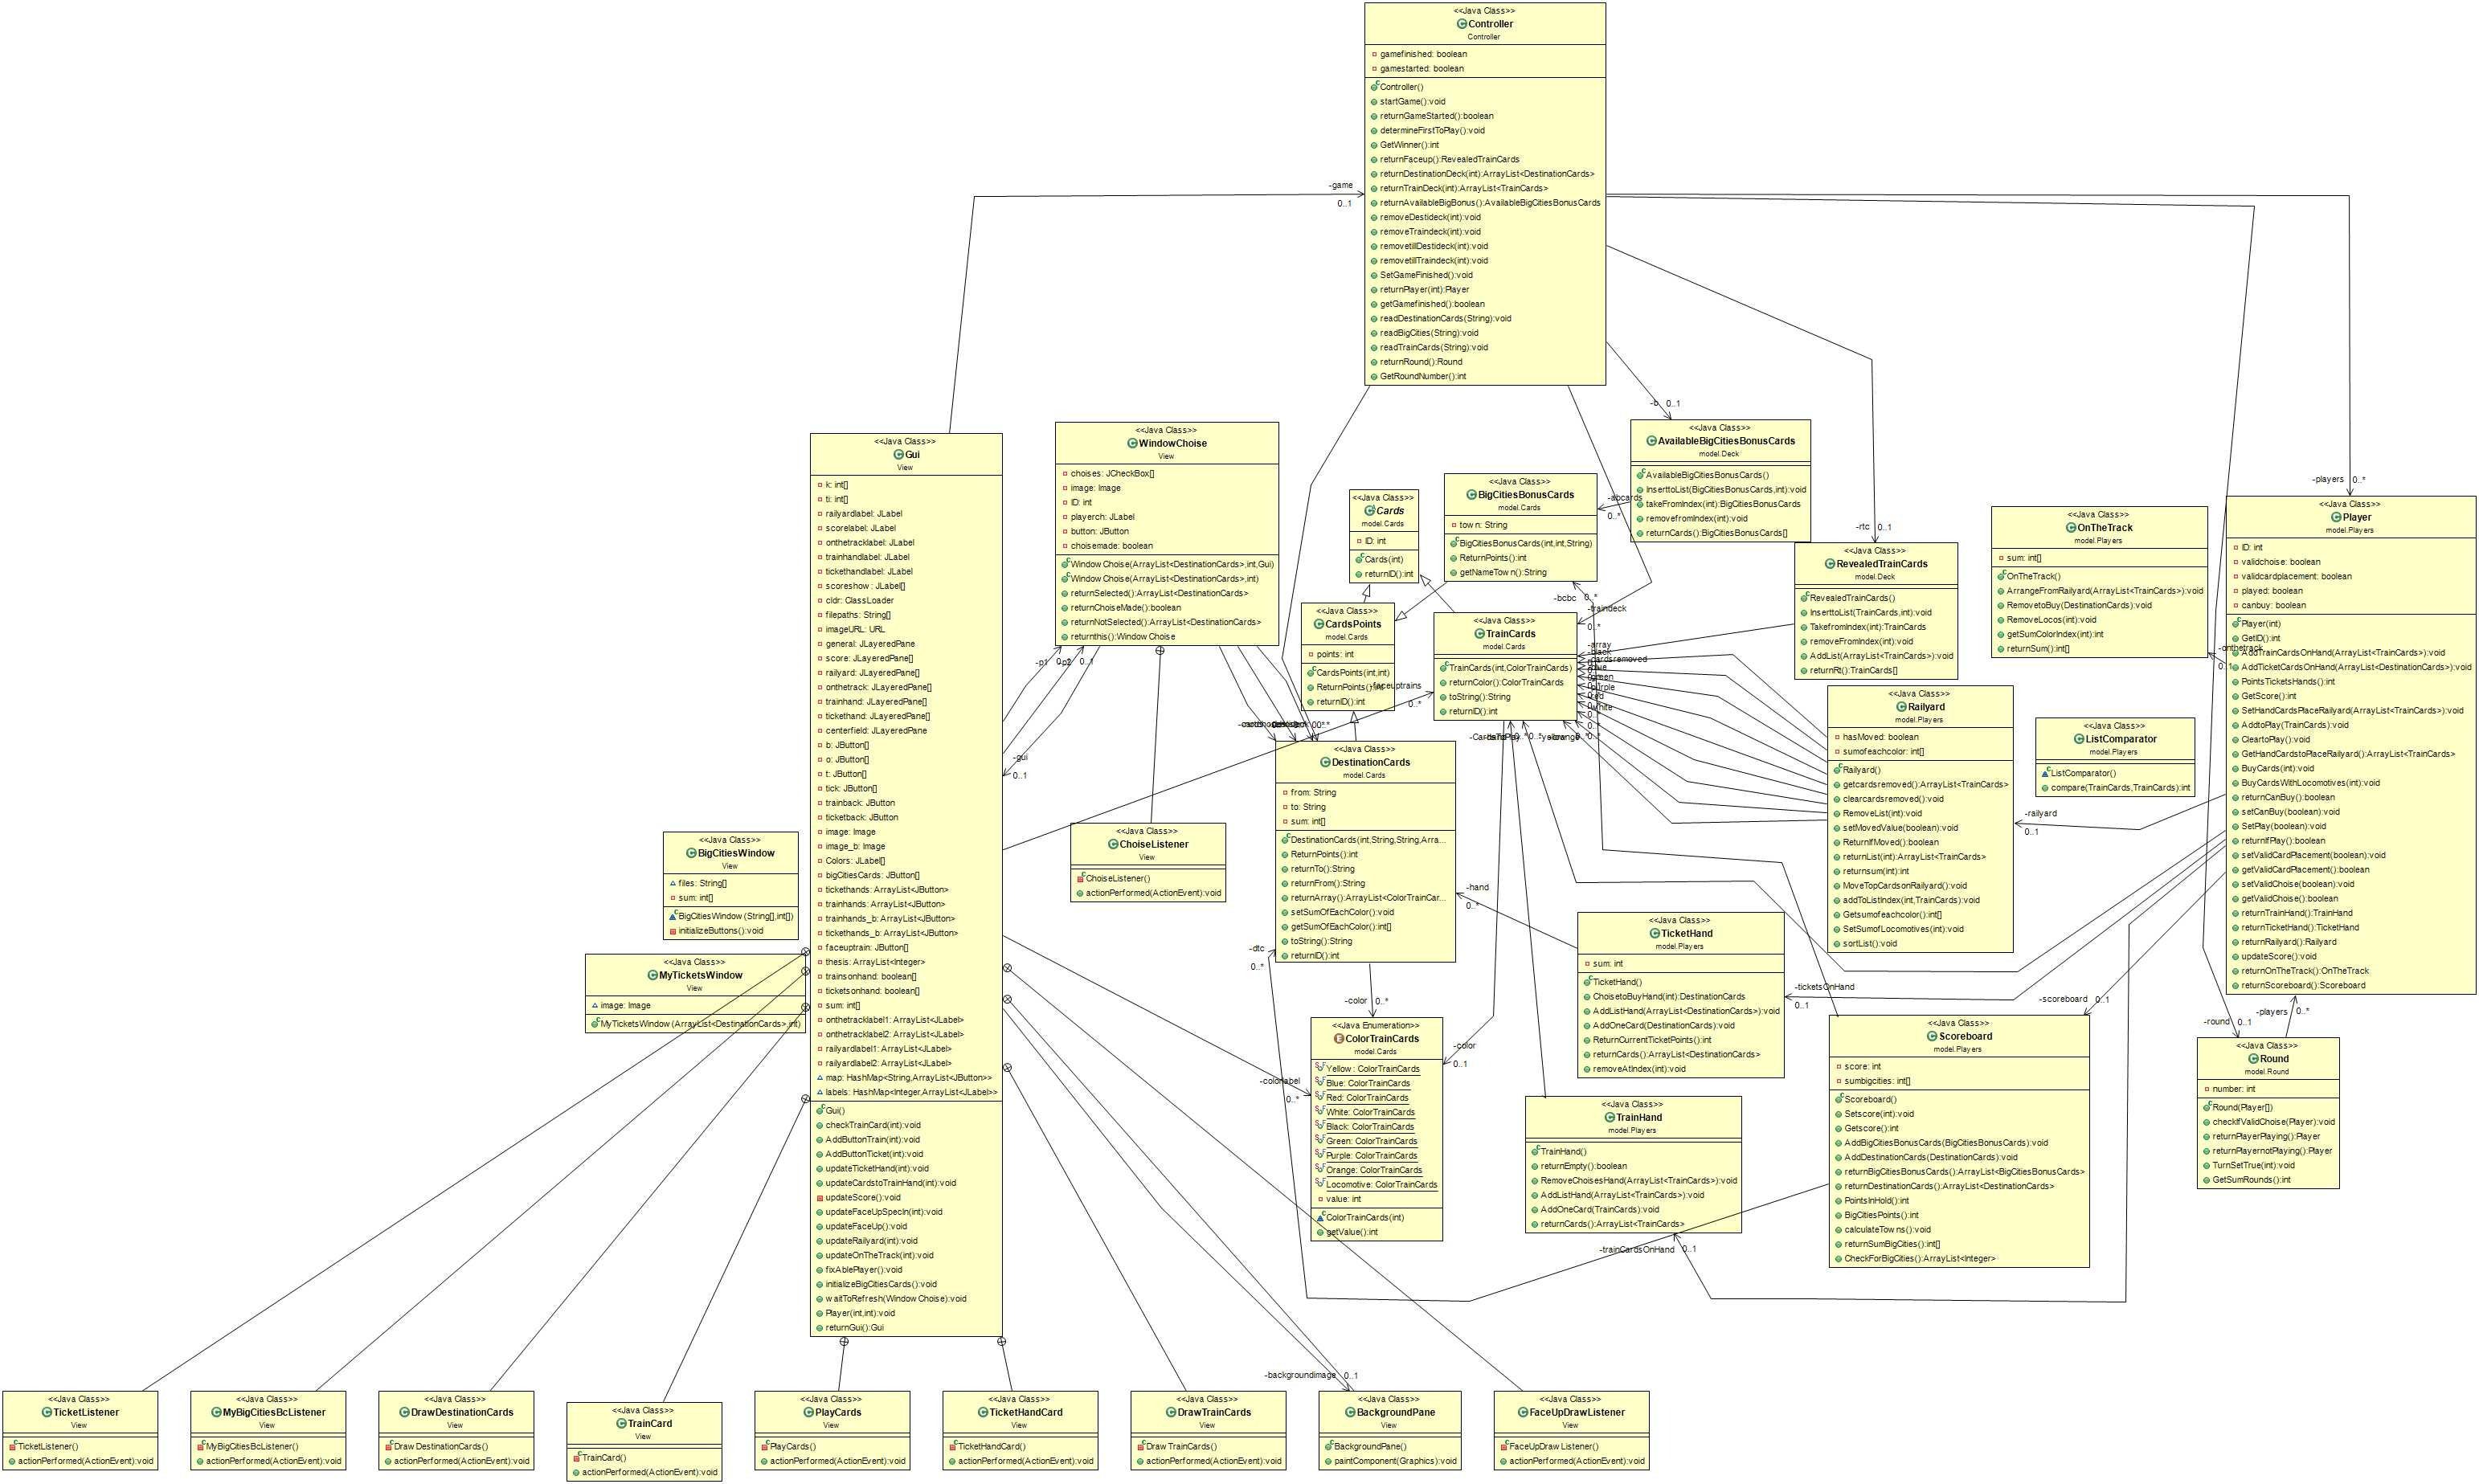 <<Java Class>>
Controller
Controller
gamefinished: boolean
gamestarted: boolean
Controller()
startGame():void
returnGameStarted():boolean
determineFirstToPlay():void
GetWinner():int
returnFaceup():RevealedTrainCards
returnDestinationDeck(int):ArrayList<DestinationCards>
returnTrainDeck(int):ArrayList<TrainCards>
returnAvailableBigBonus():AvailableBigCitiesBonusCards
removeDestideck(int):void
removeTraindeck(int):void
removetillDestideck(int):void
removetillTraindeck(int):void
SetGameFinished():void
returnPlayer(int):Player
getGamefinished():boolean
readDestinationCards(String):void
readBigCities(String):void
readTrainCards(String):void
returnRound():Round
GetRoundNumber():int
-game
0..1
-b 0..1
-rtc 0..1
-players 0..*
<<Java Class>>
Gui
View
k: int[]
ti: int[]
railyardlabel: JLabel
scorelabel: JLabel
onthetracklabel: JLabel
trainhandlabel: JLabel
tickethandlabel: JLabel
scoreshow: JLabel[]
cldr: ClassLoader
filepaths: String[]
imageURL: URL
general: JLayeredPane
score: JLayeredPane[]
railyard: JLayeredPane[]
onthetrack: JLayeredPane[]
trainhand: JLayeredPane[]
tickethand: JLayeredPane[]
centerfield: JLayeredPane
b: JButton[]
o: JButton[]
t: JButton[]
tick: JButton[]
trainback: JButton
ticketback: JButton
image: Image
image_b: Image
Colors: JLabel[]
bigCitiesCards: JButton[]
tickethands: ArrayList<JButton>
trainhands: ArrayList<JButton>
trainhands_b: ArrayList<JButton>
tickethands_b: ArrayList<JButton>
faceuptrain: JButton[]
thesis: ArrayList<Integer>
trainsonhand: boolean[]
ticketsonhand: boolean[]
sum: int[]
onthetracklabel1: ArrayList<JLabel>
onthetracklabel2: ArrayList<JLabel>
railyardlabel1: ArrayList<JLabel>
railyardlabel2: ArrayList<JLabel>
map: HashMap<String,ArrayList<JButton>>
labels: HashMap<Integer,ArrayList<JLabel>>
Gui()
checkTrainCard(int):void
AddButtonTrain(int):void
AddButtonTicket(int):void
updateTicketHand(int):void
updateCardstoTrainHand(int):void
updateScore():void
updateFaceUpSpecIn(int):void
updateFaceUp():void
updateRailyard(int):void
updateOnTheTrack(int):void
fixAblePlayer():void
initializeBigCitiesCards():void
waitToRefresh(WindowChoise):void
Player(int,int):void
returnGui():Gui
<<Java Class>>
WindowChoise
View
choises: JCheckBox[]
image: Image
ID: int
playerch: JLabel
button: JButton
choisemade: boolean
WindowChoise(ArrayList<DestinationCards>,int,Gui)
WindowChoise(ArrayList<DestinationCards>,int)
returnSelected():ArrayList<DestinationCards>
returnChoiseMade():boolean
returnNotSelected():ArrayList<DestinationCards>
returnthis():WindowChoise
-p1
0..1
-gui
0..1
<<Java Class>>
Cards
model.Cards
ID: int
Cards(int)
returnID():int
<<Java Class>>
BigCitiesBonusCards
model.Cards
town: String
BigCitiesBonusCards(int,int,String)
ReturnPoints():int
getNameTown():String
<<Java Class>>
AvailableBigCitiesBonusCards
model.Deck
AvailableBigCitiesBonusCards()
InserttoList(BigCitiesBonusCards,int):void
takeFromIndex(int):BigCitiesBonusCards
removefromIndex(int):void
returnCards():BigCitiesBonusCards[]
-abcards
0..*
<<Java Class>>
CardsPoints
model.Cards
points: int
CardsPoints(int,int)
ReturnPoints():int
returnID():int
-bcbc 0..*
-traindeck
0..*
<<Java Class>>
TrainCards
model.Cards
TrainCards(int,ColorTrainCards)
returnColor():ColorTrainCards
toString():String
returnID():int
-faceuptrains
0..*
-array
-black
-cardsremoved
-green
-purple
-red
-white
-orange
<<Java Class>>
RevealedTrainCards
model.Deck
RevealedTrainCards()
InserttoList(TrainCards,int):void
TakefromIndex(int):TrainCards
removeFromIndex(int):void
AddList(ArrayList<TrainCards>):void
returnRt():TrainCards[]
<<Java Class>>
OnTheTrack
model.Players
sum: int[]
OnTheTrack()
ArrangeFromRailyard(ArrayList<TrainCards>):void
RemovetoBuy(DestinationCards):void
RemoveLocos(int):void
getSumColorIndex(int):int
returnSum():int[]
-onthetrack
0..1
<<Java Class>>
Player
model.Players
ID: int
validchoise: boolean
validcardplacement: boolean
played: boolean
canbuy: boolean
Player(int)
GetID():int
AddTrainCardsOnHand(ArrayList<TrainCards>):void
AddTicketCardsOnHand(ArrayList<DestinationCards>):void
PointsTicketsHands():int
GetScore():int
SetHandCardsPlaceRailyard(ArrayList<TrainCards>):void
AddtoPlay(TrainCards):void
CleartoPlay():void
GetHandCardstoPlaceRailyard():ArrayList<TrainCards>
BuyCards(int):void
BuyCardsWithLocomotives(int):void
returnCanBuy():boolean
setCanBuy(boolean):void
SetPlay(boolean):void
returnIfPlay():boolean
setValidCardPlacement(boolean):void
getValidCardPlacement():boolean
setValidChoise(boolean):void
getValidChoise():boolean
returnTrainHand():TrainHand
returnTicketHand():TicketHand
returnRailyard():Railyard
updateScore():void
returnOnTheTrack():OnTheTrack
returnScoreboard():Scoreboard
<<Java Class>>
Railyard
model.Players
hasMoved: boolean
sumofeachcolor: int[]
Railyard()
getcardsremoved():ArrayList<TrainCards>
clearcardsremoved():void
RemoveList(int):void
setMovedValue(boolean):void
ReturnIfMoved():boolean
returnList(int):ArrayList<TrainCards>
returnsum(int):int
MoveTopCardsonRailyard():void
addToListIndex(int,TrainCards):void
Getsumofeachcolor():int[]
SetSumofLocomotives(int):void
sortList():void
<<Java Class>>
ListComparator
model.Players
ListComparator()
compare(TrainCards,TrainCards):int
-railyard
0..1
<<Java Class>>
DestinationCards
model.Cards
from: String
to: String
sum: int[]
DestinationCards(int,String,String,Arra...
ReturnPoints():int
returnTo():String
returnFrom():String
returnArray():ArrayList<ColorTrainCar...
setSumOfEachColor():void
getSumOfEachColor():int[]
toString():String
returnID():int
<<Java Class>>
ChoiseListener
View
ChoiseListener()
actionPerformed(ActionEvent):void
<<Java Class>>
BigCitiesWindow
View
files: String[]
sum: int[]
BigCitiesWindow(String[],int[])
initializeButtons():void
<<Java Class>>
MyTicketsWindow
View
image: Image
MyTicketsWindow(ArrayList<DestinationCards>,int)
-hand
0..*
-dtc
0..*
<<Java Class>>
TicketHand
model.Players
sum: int
TicketHand()
ChoisetoBuyHand(int):DestinationCards
AddListHand(ArrayList<DestinationCards>):void
AddOneCard(DestinationCards):void
ReturnCurrentTicketPoints():int
returnCards():ArrayList<DestinationCards>
removeAtIndex(int):void
-ticketsOnHand
0..1
-color 0..*
-color
0..1
-colorlabel
0..*
<<Java Enumeration>>
ColorTrainCards
model.Cards
Yellow: ColorTrainCards
Blue: ColorTrainCards
Red: ColorTrainCards
White: ColorTrainCards
Black: ColorTrainCards
Green: ColorTrainCards
Purple: ColorTrainCards
Orange: ColorTrainCards
Locomotive: ColorTrainCards
value: int
ColorTrainCards(int)
getValue():int
<<Java Class>>
TrainHand
model.Players
TrainHand()
returnEmpty():boolean
RemoveChoisesHand(ArrayList<TrainCards>):void
AddListHand(ArrayList<TrainCards>):void
AddOneCard(TrainCards):void
returnCards():ArrayList<TrainCards>
-trainCardsOnHand 0..1
-scoreboard 0..1
<<Java Class>>
Scoreboard
model.Players
score: int
sumbigcities: int[]
Scoreboard()
Setscore(int):void
Getscore():int
AddBigCitiesBonusCards(BigCitiesBonusCards):void
AddDestinationCards(DestinationCards):void
returnBigCitiesBonusCards():ArrayList<BigCitiesBonusCards>
returnDestinationCards():ArrayList<DestinationCards>
PointsInHold():int
BigCitiesPoints():int
calculateTowns():void
returnSumBigCities():int[]
CheckForBigCities():ArrayList<Integer>
-round 0..1
-players 0..*
<<Java Class>>
Round
model.Round
number: int
Round(Player[])
checkIfValidChoise(Player):void
returnPlayerPlaying():Player
returnPlayernotPlaying():Player
TurnSetTrue(int):void
GetSumRounds():int
-backgroundimage 0..1
<<Java Class>>
TicketListener
View
TicketListener()
actionPerformed(ActionEvent):void
<<Java Class>>
MyBigCitiesBcListener
View
MyBigCitiesBcListener()
actionPerformed(ActionEvent):void
<<Java Class>>
DrawDestinationCards
View
DrawDestinationCards()
actionPerformed(ActionEvent):void
<<Java Class>>
TrainCard
View
TrainCard()
actionPerformed(ActionEvent):void
<<Java Class>>
PlayCards
View
PlayCards()
actionPerformed(ActionEvent):void
<<Java Class>>
TicketHandCard
View
TicketHandCard()
actionPerformed(ActionEvent):void
<<Java Class>>
DrawTrainCards
View
DrawTrainCards()
actionPerformed(ActionEvent):void
<<Java Class>>
BackgroundPane
View
BackgroundPane()
paintComponent(Graphics):void
<<Java Class>>
FaceUpDrawListener
View
FaceUpDrawListener()
actionPerformed(ActionEvent):void